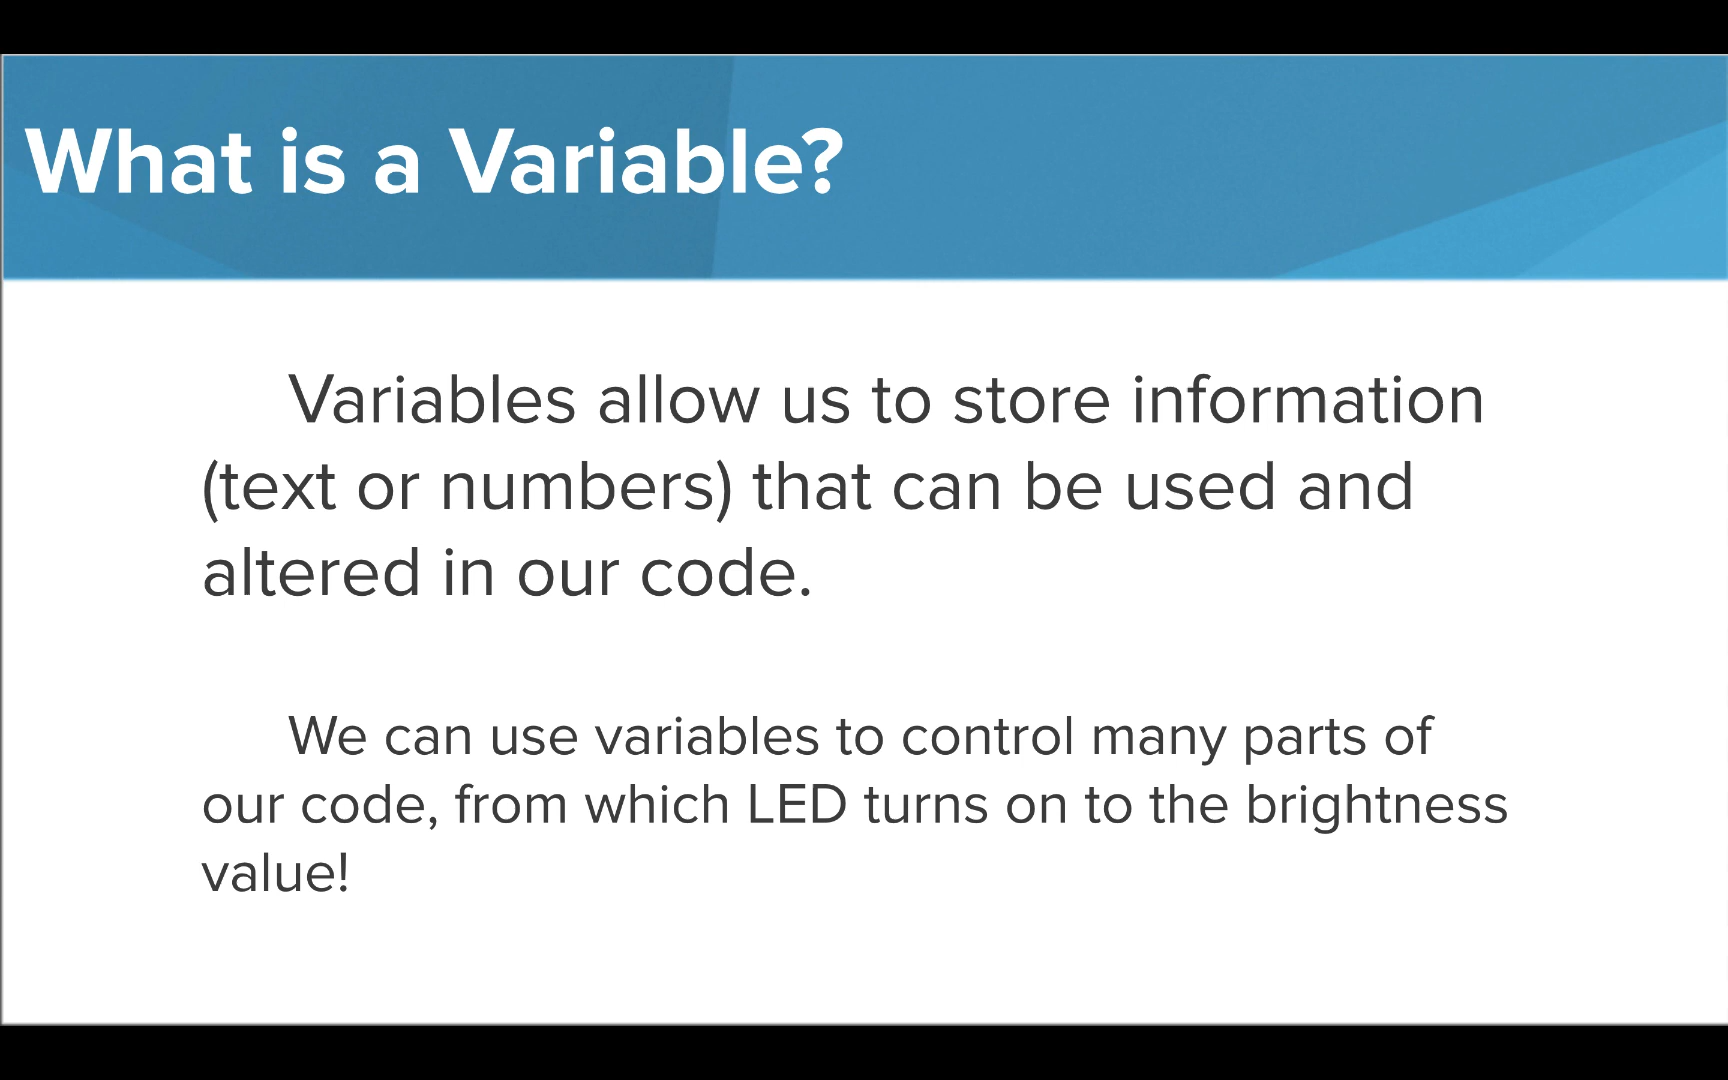 What is a Variable?
Variables allow us to store information
(text or numbers) that can be used and
altered in our code.
We can use variables to control many parts of
our code, from which LED turns on to the brightness
value!